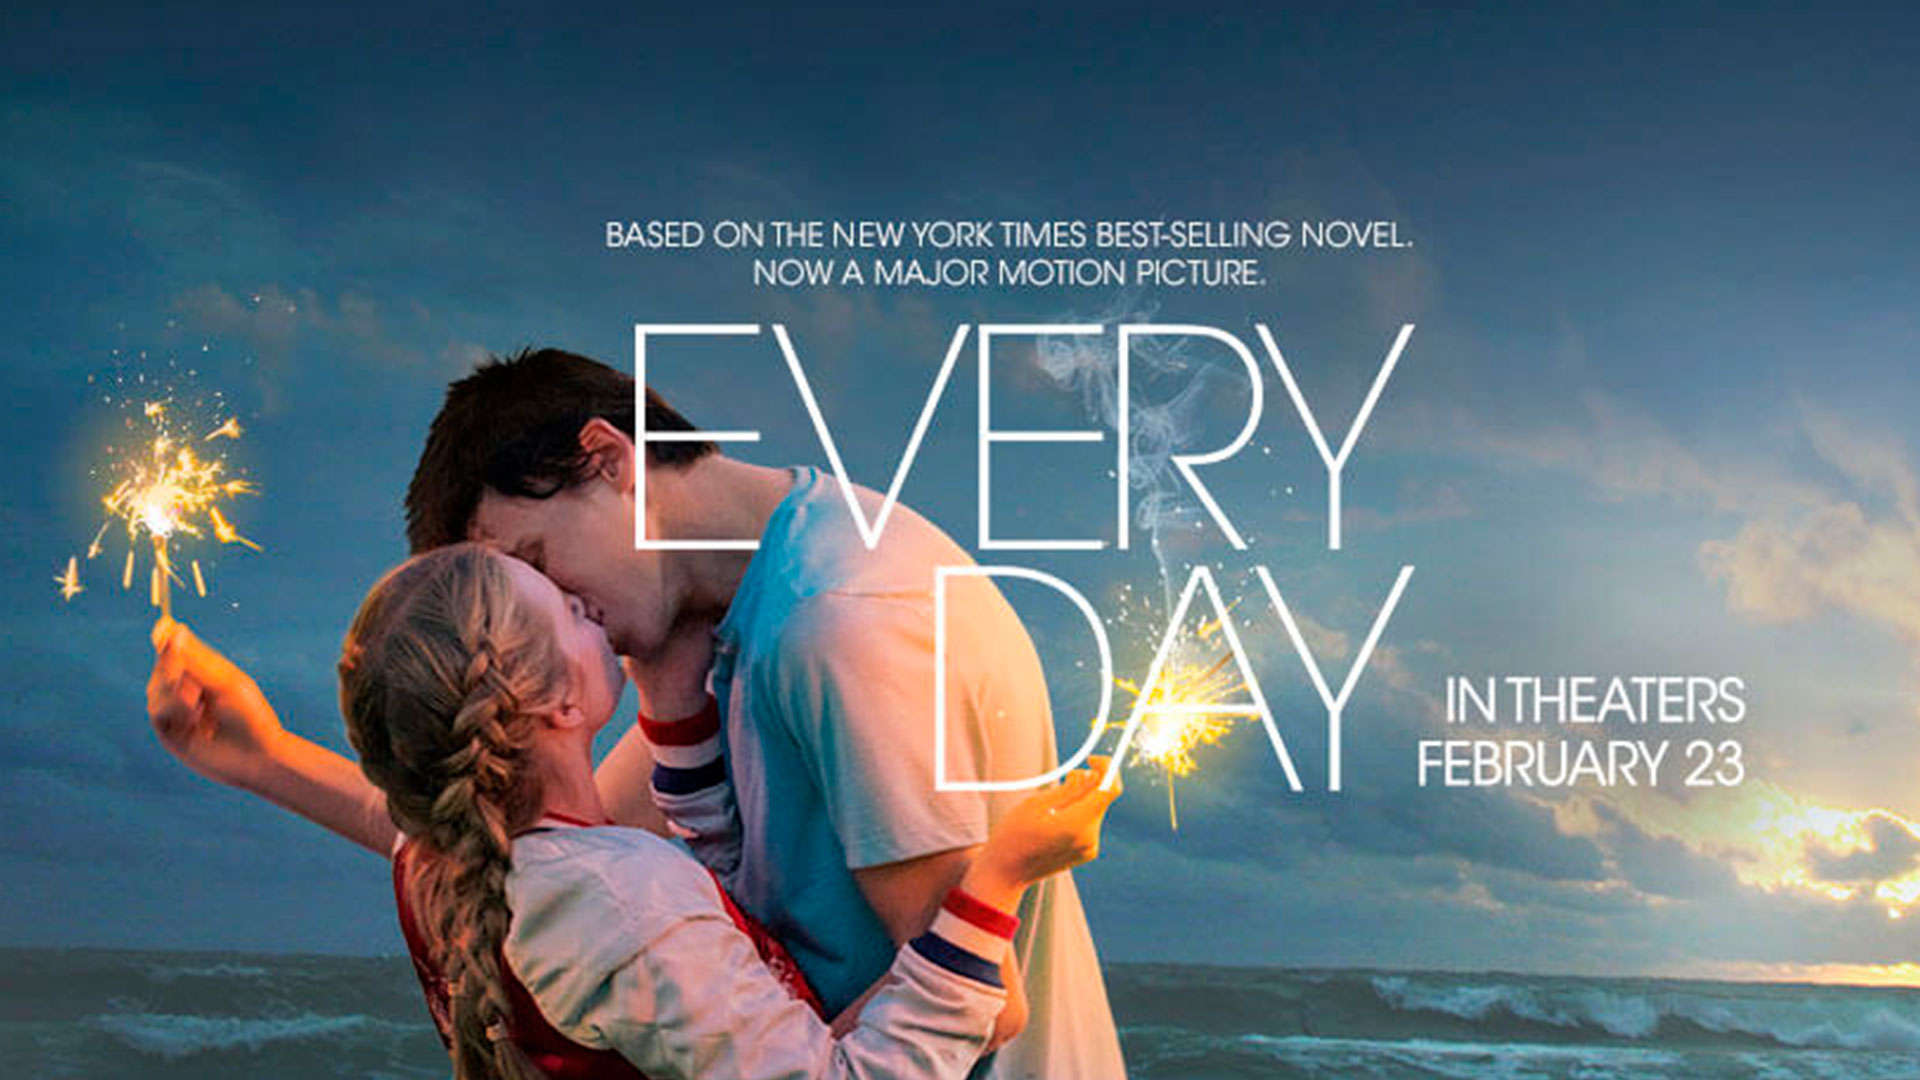 BASED ON THE NEW YORK TIMES BEST-SELLING NOVEL.
NOW A MAJOR MOTION PICTURE.
EVERY
DAY
IN THEATERS
FEBRUARY 23